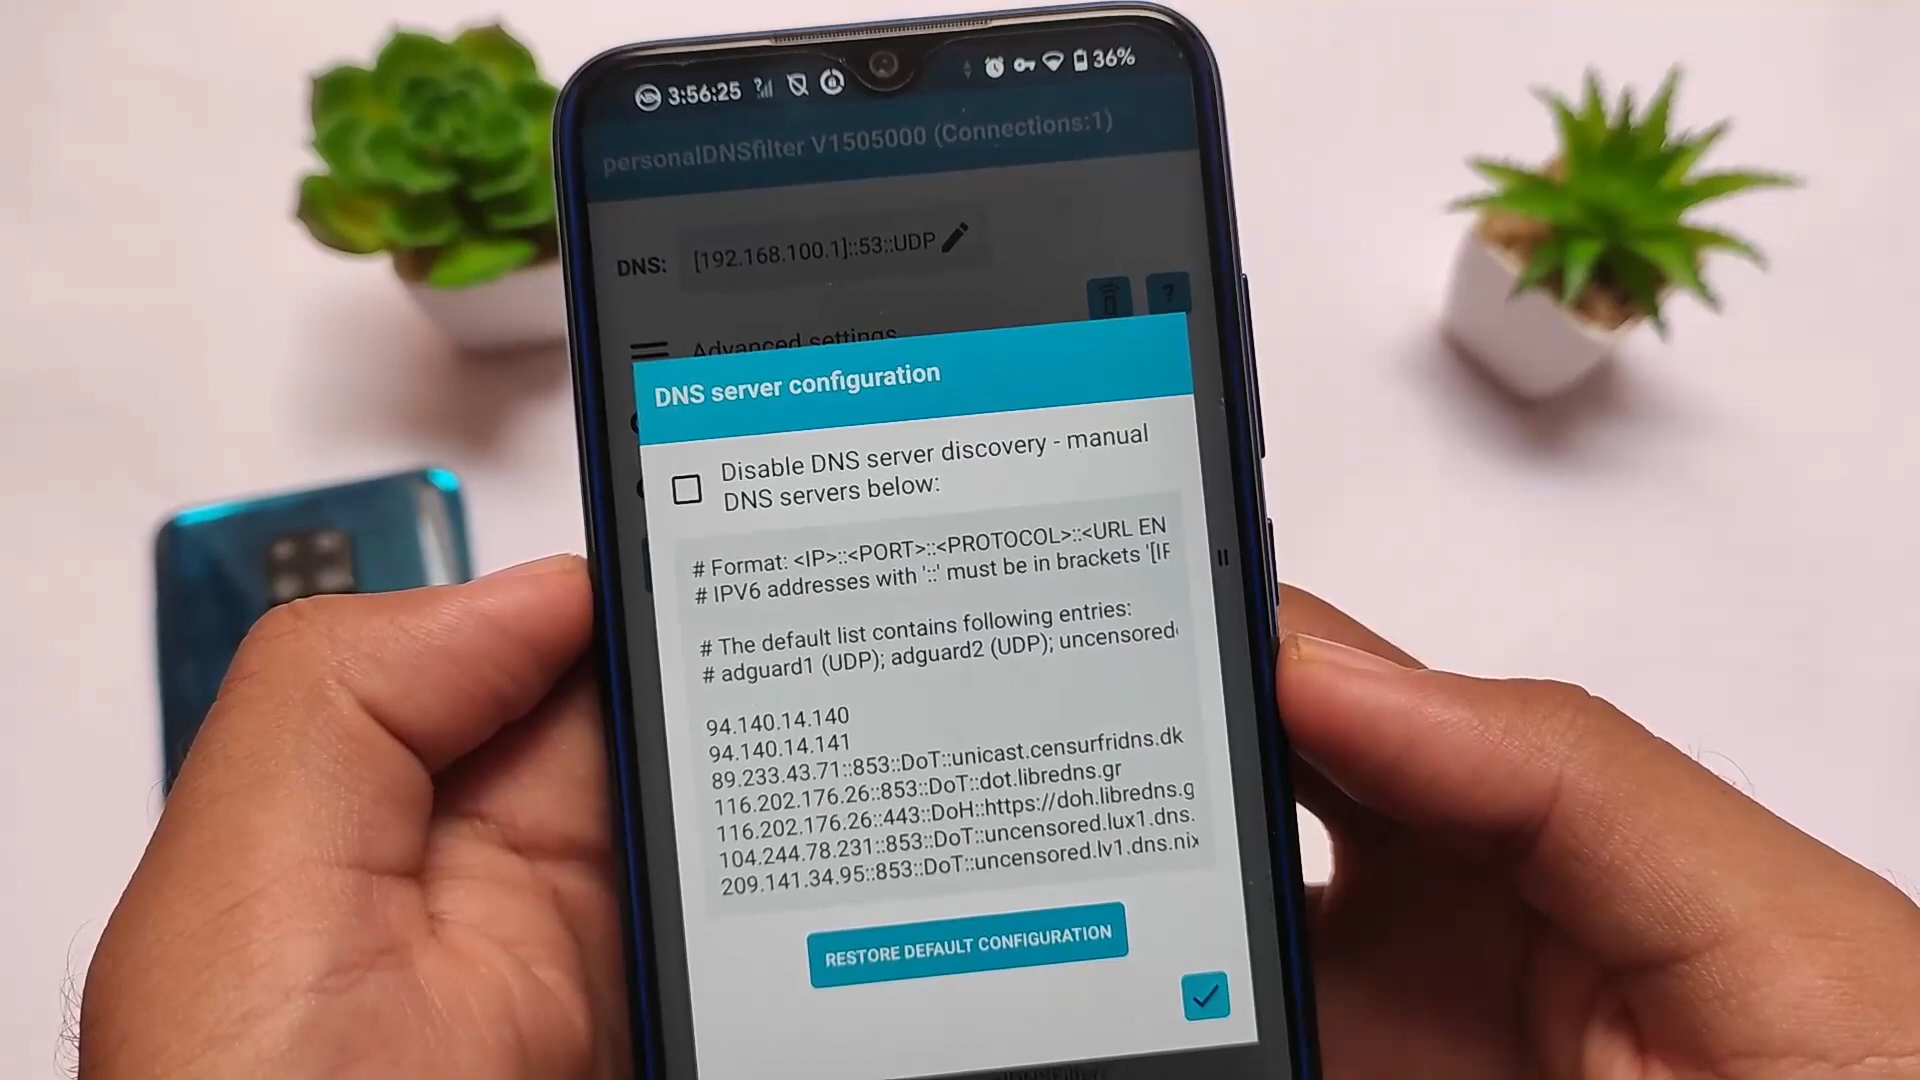 3:56:25 36%
personalDNSfilter V1505000 (Connections:1)
DNS: [192.168.100.1]::53::UDP
?
Advanced settings
DNS server configuration
Disable DNS server discovery - manual
DNS servers below:
# Format: <IP>::<PORT>::<PROTOCOL>::<URL EN
# IPV6 addresses with '::' must be in brackets '[IF
# The default list contains following entries:
# adguard1 (UDP); adguard2 (UDP); uncensored
94.140.14.140
94.140.14.141
89.233.43.71::853::DoT::unicast.censurfridns.dk
116.202.176.26::853::DoT::dot.libredns.gr
116.202.176.26::443::DoH::https://doh.libredns.g
104.244.78.231::853::DoT::uncensored.lux1.dns.
209.141.34.95::853::DoT::uncensored.lv1.dns.nix
RESTORE DEFAULT CONFIGURATION